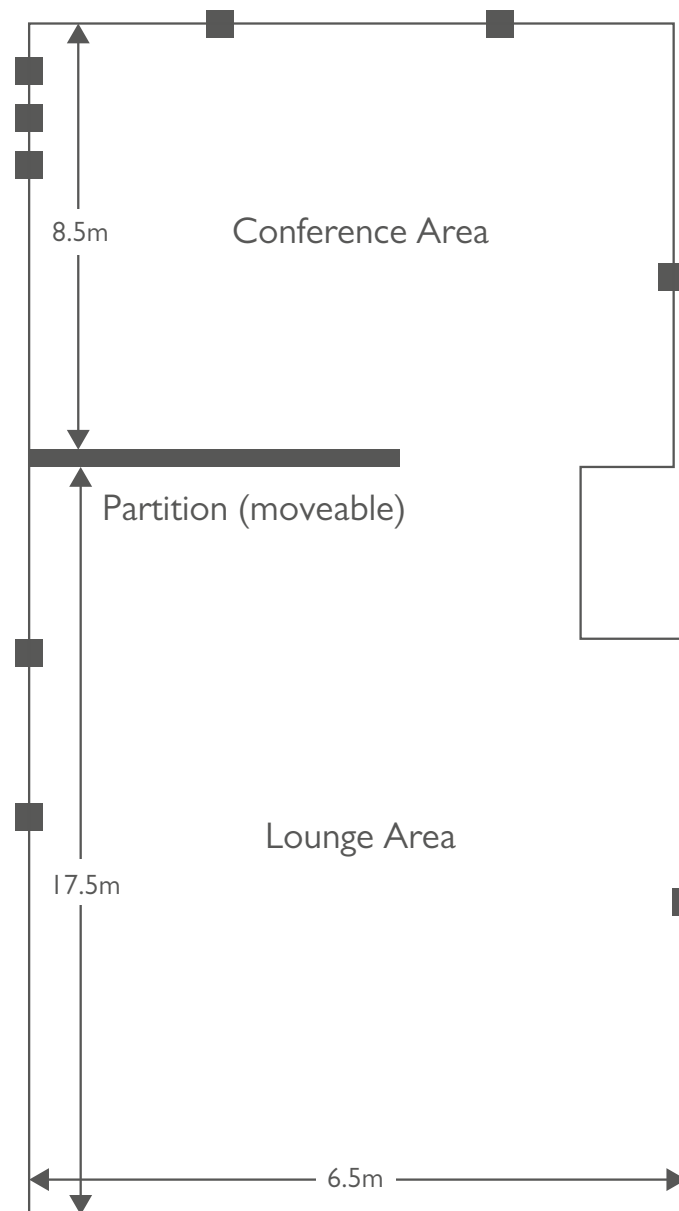 8.5m
Conference Area
Partition (moveable)
Lounge Area
17.5m
6.5m